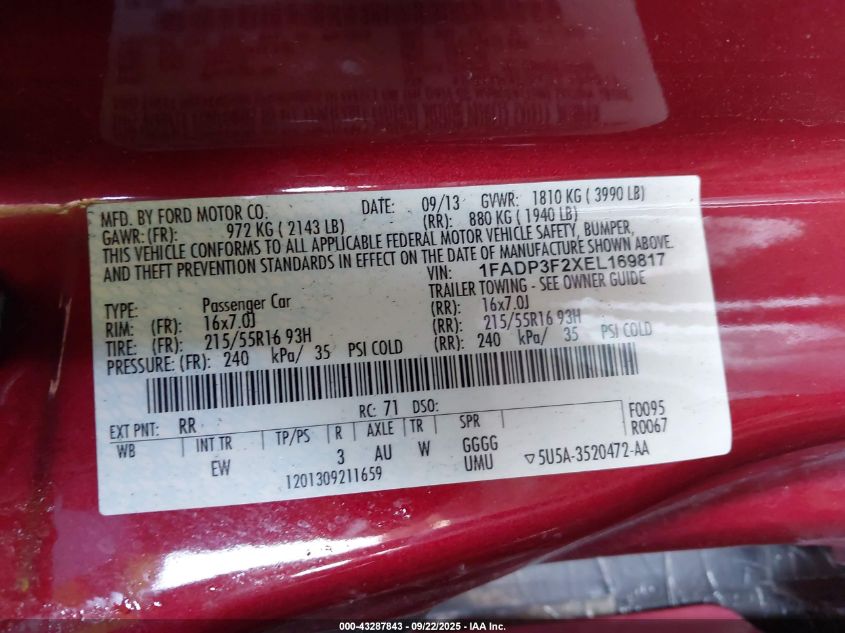 MFD. BY FORD MOTOR CO. DATE: 09/13 GVWR: 1810 KG ( 3990 LB)
GAWR: (FR): 972 KG ( 2143 LB) (RR): 880 KG ( 1940 LB)
THIS VEHICLE CONFORMS TO ALL APPLICABLE FEDERAL MOTOR VEHICLE SAFETY, BUMPER,
AND THEFT PREVENTION STANDARDS IN EFFECT ON THE DATE OF MANUFACTURE SHOWN ABOVE.
VIN: 1FADP3F2XEL169817
TYPE: Passenger Car TRAILER TOWING - SEE OWNER GUIDE
RIM: (FR): 16x7.0J (RR): 16x7.0J
TIRE: (FR): 215/55R16 93H (RR): 215/55R16 93H
PRESSURE: (FR): 240 kPa/ 35 PSI COLD (RR): 240 kPa/ 35 PSI COLD
EXT PNT: RR RC: 71 DSO: F0095
WB INT TR TP/PS R AXLE TR SPR R0067
EW 3 AU W GGGG
UMU ▽5U5A-3520472-AA
1201309211659
000-43287843 - 09/22/2025 - IAA Inc.